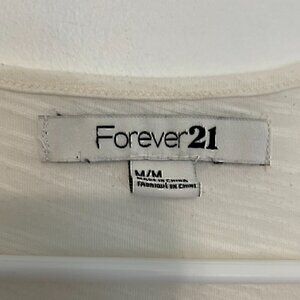 Forever21
M/M
MADE IN CHINA
FABRIQUÉ EN CHINE